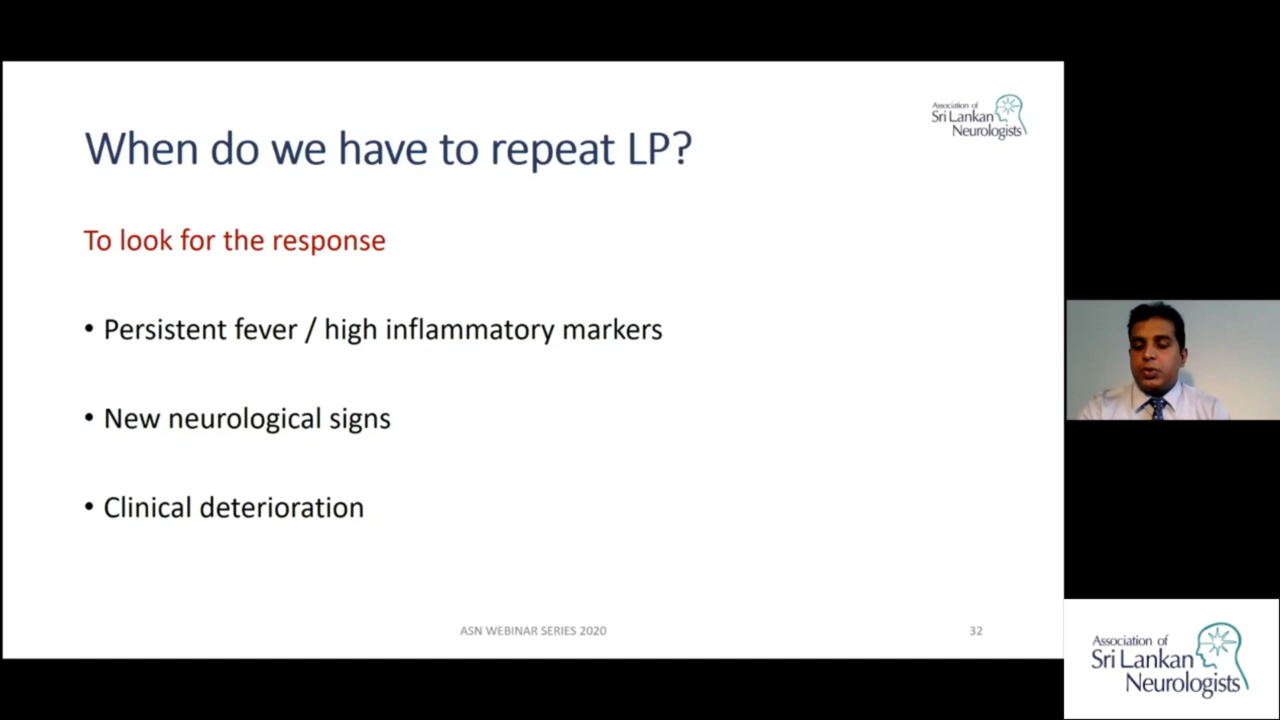 Association of
Sri Lankan
Neurologists
When do we have to repeat LP?
To look for the response
• Persistent fever / high inflammatory markers
• New neurological signs
• Clinical deterioration
ASN WEBINAR SERIES 2020
32
Association of
Sri Lankan
Neurologists